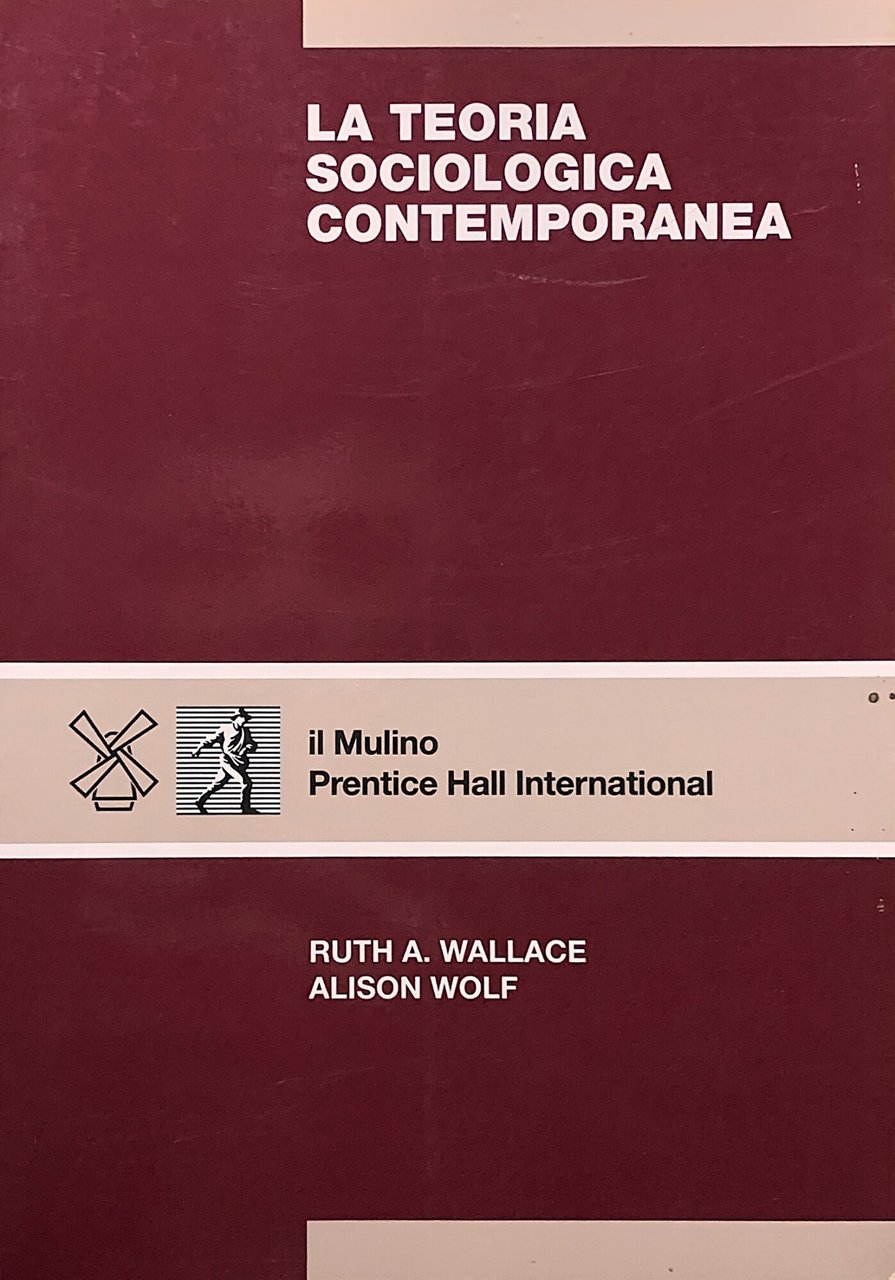 LA TEORIA
SOCIOLOGICA
CONTEMPORANEA
il Mulino
Prentice Hall International
RUTH A. WALLACE
ALISON WOLF